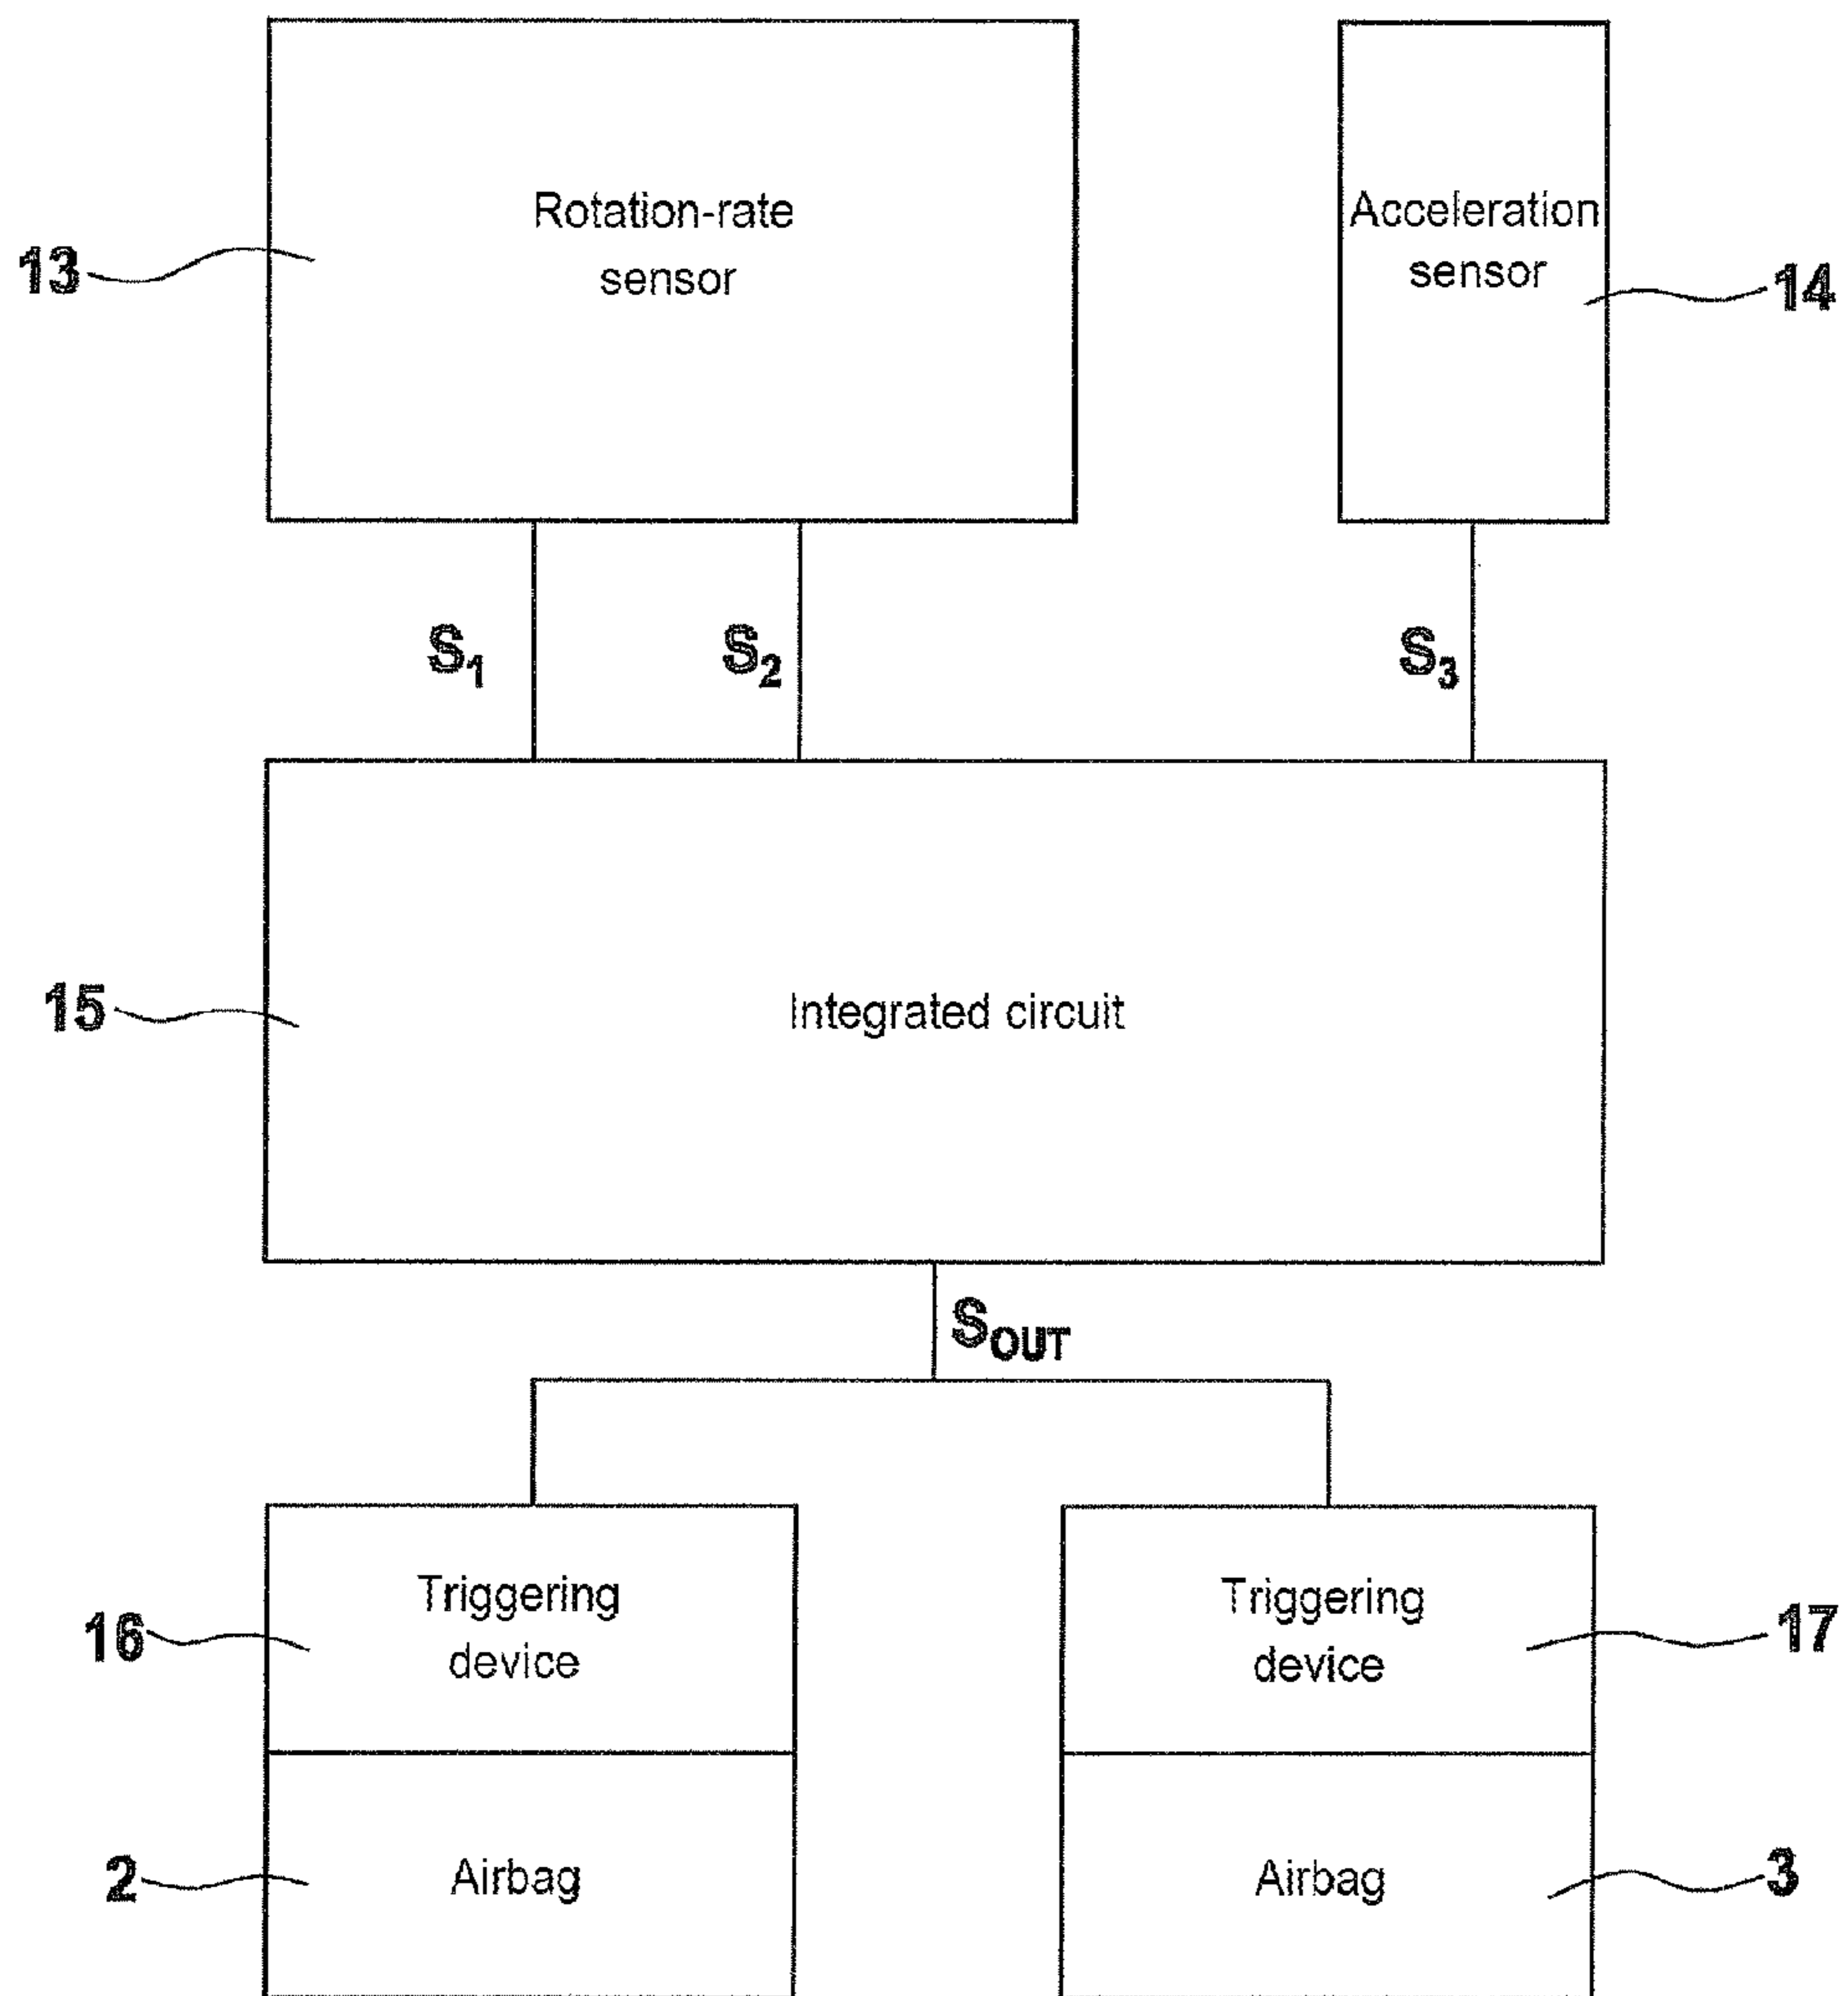 Rotation-rate
sensor
Acceleration
sensor
13
14
S1
S2
S3
15
Integrated circuit
SOUT
Triggering
device
Triggering
device
16
17
2
Airbag
Airbag
3